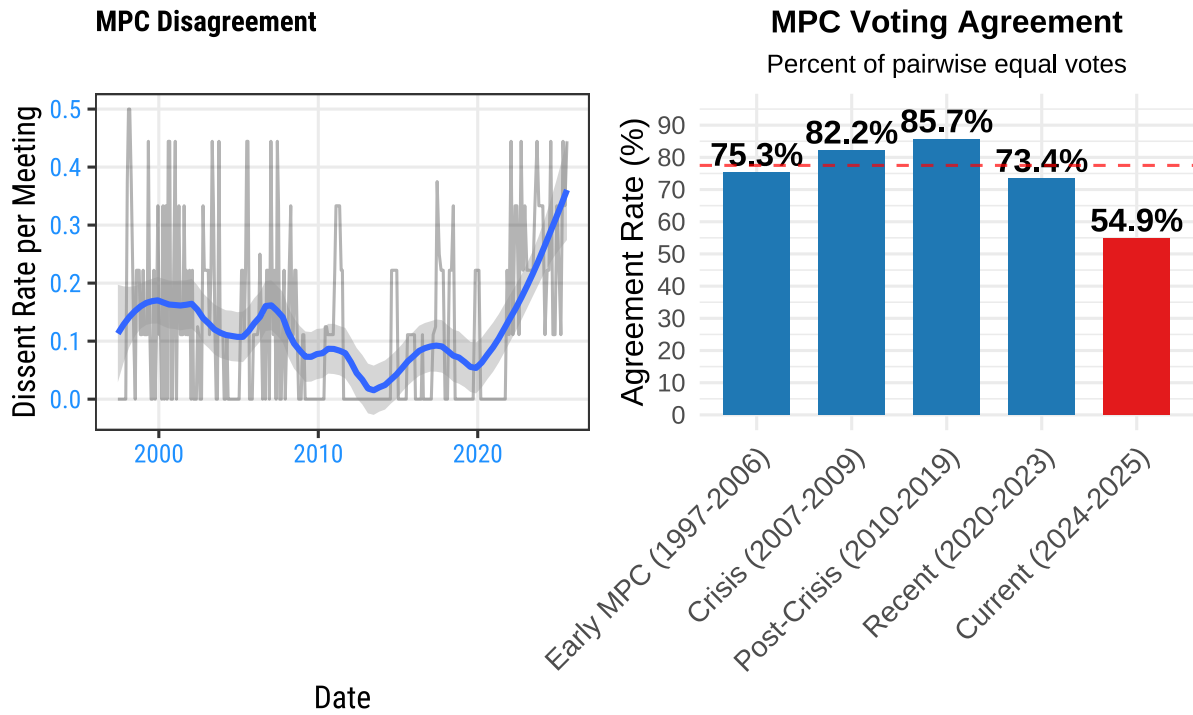 MPC Disagreement
Dissent Rate per Meeting
0.5
0.4
0.3
0.2
0.1
0.0
2000
2010
2020
Date
MPC Voting Agreement
Percent of pairwise equal votes
Agreement Rate (%)
90
80
70
60
50
40
30
20
10
0
75.3%
82.2%
85.7%
73.4%
54.9%
Early MPC (1997-2006)
Crisis (2007-2009)
Post-Crisis (2010-2019)
Recent (2020-2023)
Current (2024-2025)